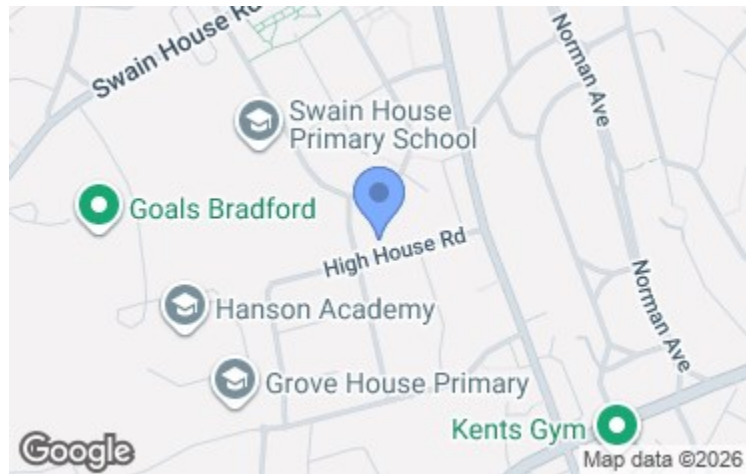 Swain House Rd
Norman Ave
Swain House
Primary School
Goals Bradford
High House Rd
Hanson Academy
Norman Ave
Grove House Primary
Kents Gym
Google
Map data ©2026